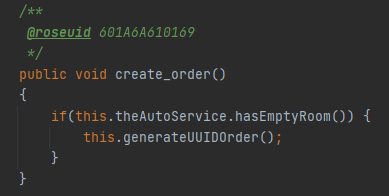 /**
@roseuid 601A6A610169
*/
public void create_order()
{
if(this.theAutoService.hasEmptyRoom()) {
this.generateUUIDOrder();
}
}